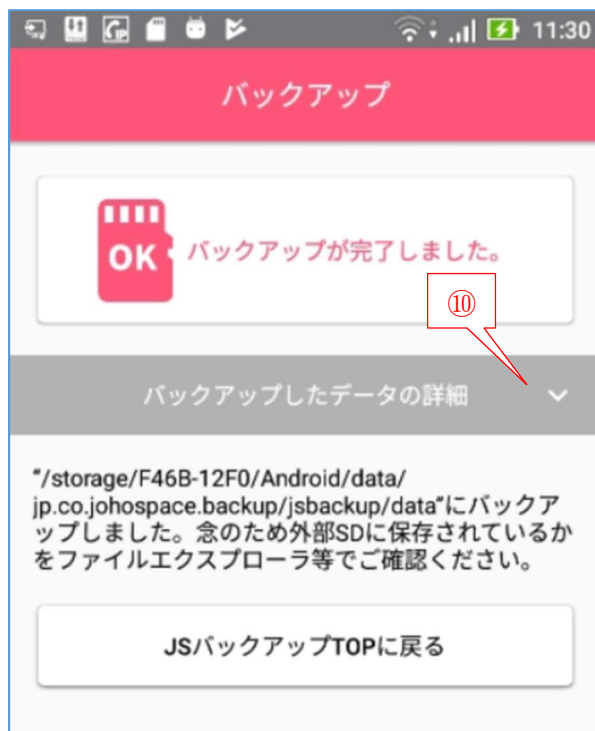 11:30
バックアップ
OK
バックアップが完了しました。
⑩
バックアップしたデータの詳細
“/storage/F46B-12F0/Android/data/
jp.co.johospace.backup/jsbackup/data”にバックア
ップしました。念のため外部SDに保存されているか
をファイルエクスプローラ等でご確認ください。
JSバックアップTOPに戻る